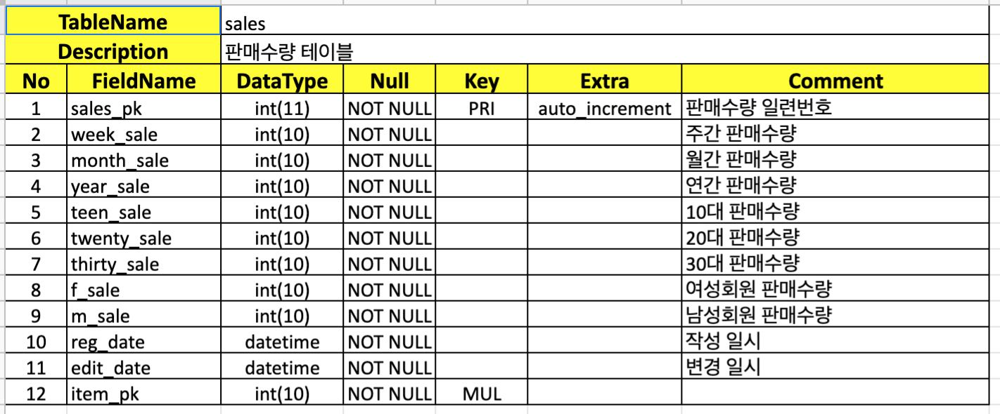 TableName sales
Description 판매수량 테이블
No FieldName DataType Null Key Extra Comment
1 sales_pk int(11) NOT NULL PRI auto_increment 판매수량 일련번호
2 week_sale int(10) NOT NULL 주간 판매수량
3 month_sale int(10) NOT NULL 월간 판매수량
4 year_sale int(10) NOT NULL 연간 판매수량
5 teen_sale int(10) NOT NULL 10대 판매수량
6 twenty_sale int(10) NOT NULL 20대 판매수량
7 thirty_sale int(10) NOT NULL 30대 판매수량
8 f_sale int(10) NOT NULL 여성회원 판매수량
9 m_sale int(10) NOT NULL 남성회원 판매수량
10 reg_date datetime NOT NULL 작성 일시
11 edit_date datetime NOT NULL 변경 일시
12 item_pk int(10) NOT NULL MUL